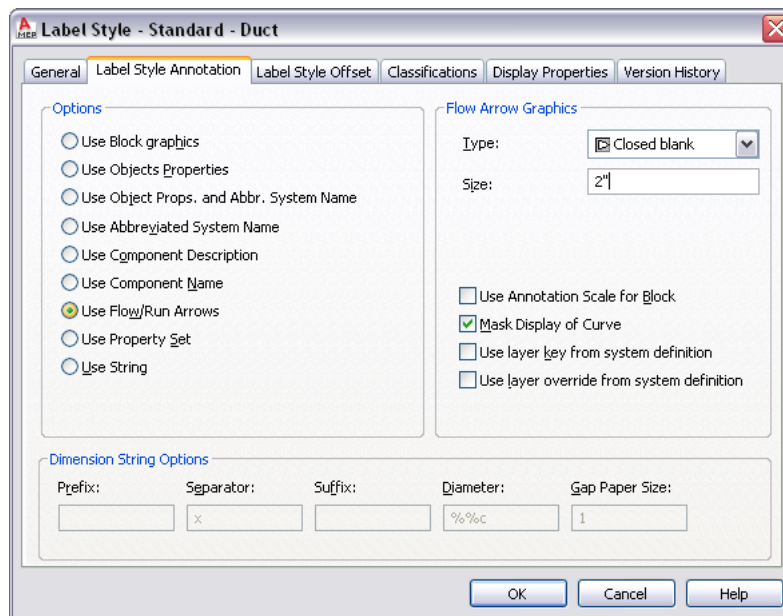 A
MEP
Label Style - Standard - Duct
General
Label Style Annotation
Label Style Offset
Classifications
Display Properties
Version History
Options
Use Block graphics
Use Objects Properties
Use Object Props. and Abbr. System Name
Use Abbreviated System Name
Use Component Description
Use Component Name
Use Flow/Run Arrows
Use Property Set
Use String
Flow Arrow Graphics
Type:
Closed blank
Size:
2"
Use Annotation Scale for Block
Mask Display of Curve
Use layer key from system definition
Use layer override from system definition
Dimension String Options
Prefix:
Separator:
Suffix:
Diameter:
Gap Paper Size:
x
%%c
1
OK
Cancel
Help